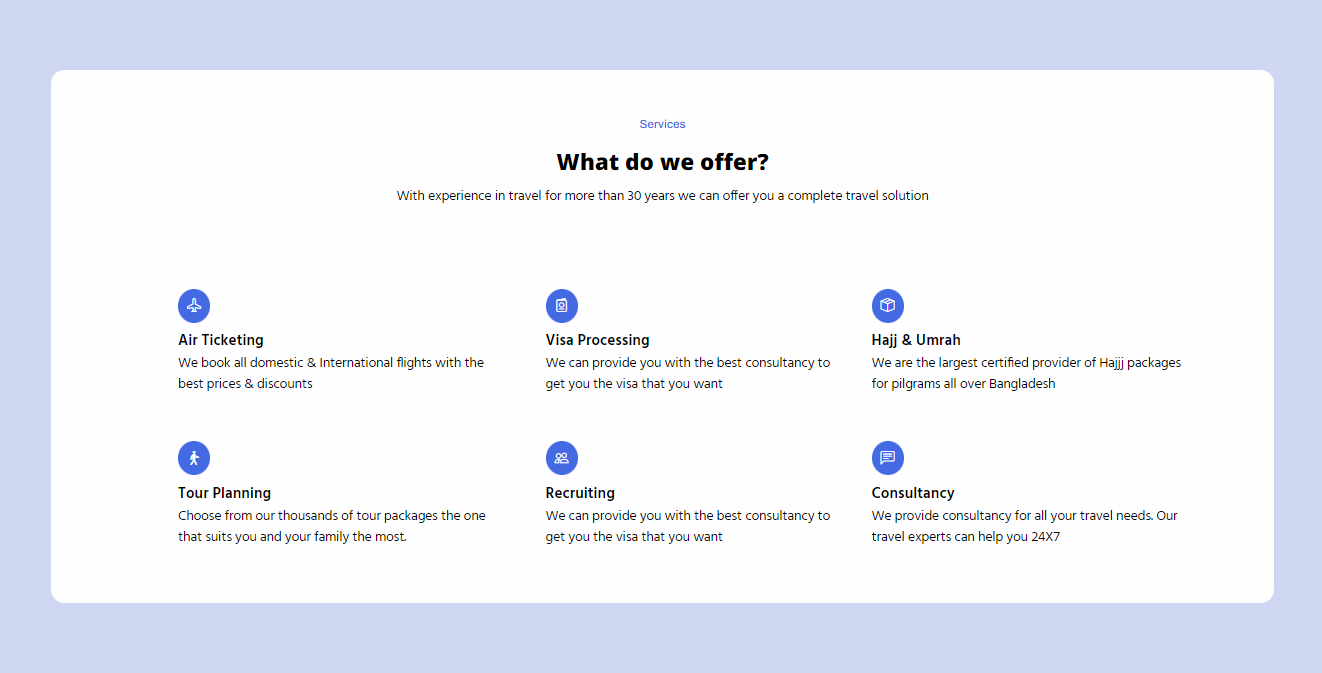 Services
What do we offer?
With experience in travel for more than 30 years we can offer you a complete travel solution
Air Ticketing
We book all domestic & International flights with the
best prices & discounts
Visa Processing
We can provide you with the best consultancy to
get you the visa that you want
Hajj & Umrah
We are the largest certified provider of Hajjj packages
for pilgrams all over Bangladesh
Tour Planning
Choose from our thousands of tour packages the one
that suits you and your family the most.
Recruiting
We can provide you with the best consultancy to
get you the visa that you want
Consultancy
We provide consultancy for all your travel needs. Our
travel experts can help you 24X7